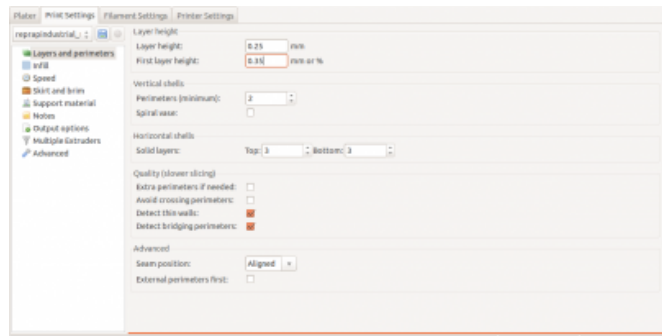 Plater Print Settings Filament Settings Printer Settings
reprapindustrial_
Layers and perimeters
Infill
Speed
Skirt and brim
Support material
Notes
Output options
Multiple Extruders
Advanced
Layer height
Layer height: 0.25 mm
First layer height: 0.35 mm or %
Vertical shells
Perimeters (minimum): 2
Spiral vase:
Horizontal shells
Solid layers: Top: 3 Bottom: 3
Quality (slower slicing)
Extra perimeters if needed:
Avoid crossing perimeters:
Detect thin walls:
Detect bridging perimeters:
Advanced
Seam position: Aligned
External perimeters first: